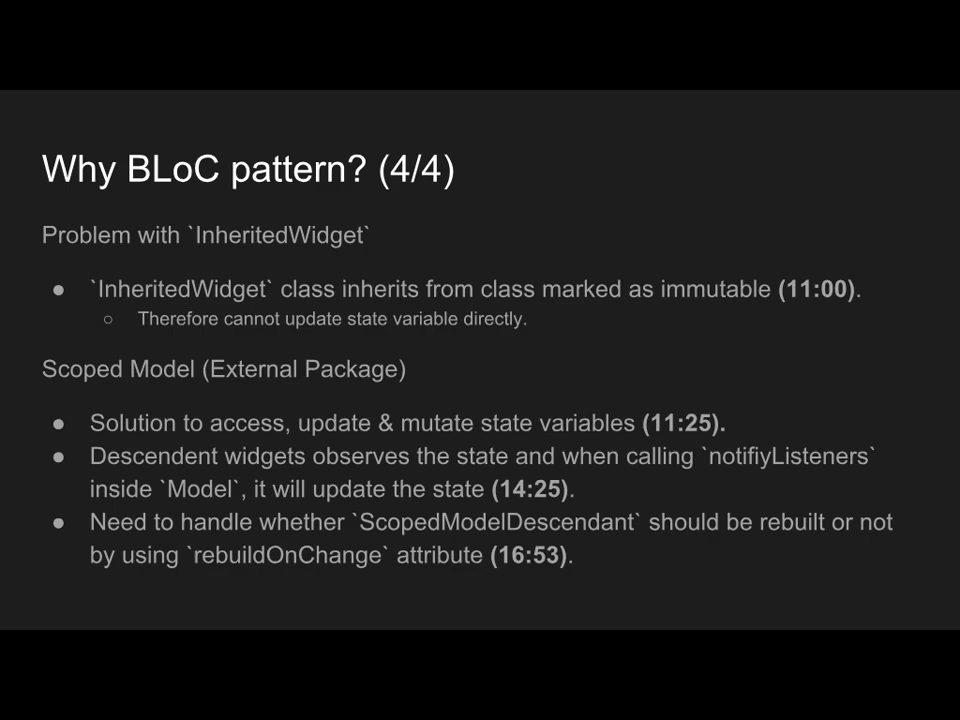 Why BLoC pattern? (4/4)
Problem with `InheritedWidget`
● `InheritedWidget` class inherits from class marked as immutable (11:00).
○ Therefore cannot update state variable directly.
Scoped Model (External Package)
● Solution to access, update & mutate state variables (11:25).
● Descendent widgets observes the state and when calling `notifiyListeners`
inside `Model`, it will update the state (14:25).
● Need to handle whether `ScopedModelDescendant` should be rebuilt or not
by using `rebuildOnChange` attribute (16:53).